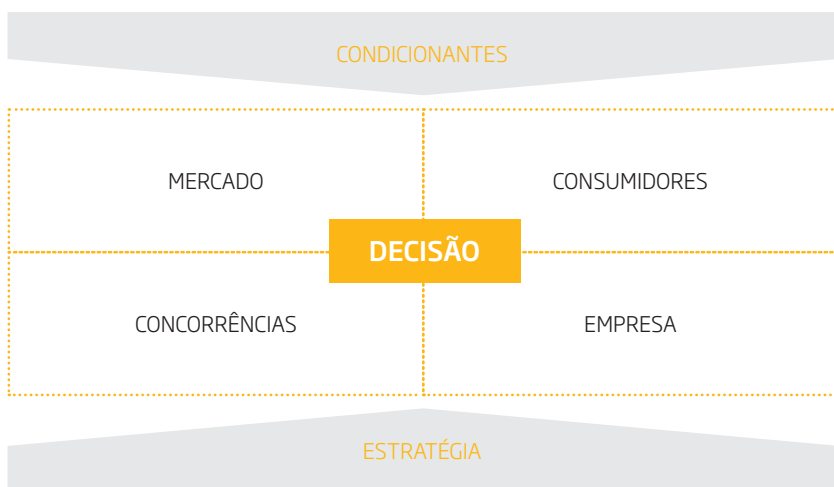 CONDICIONANTES
MERCADO
CONSUMIDORES
DECISÃO
CONCORRÊNCIAS
EMPRESA
ESTRATÉGIA